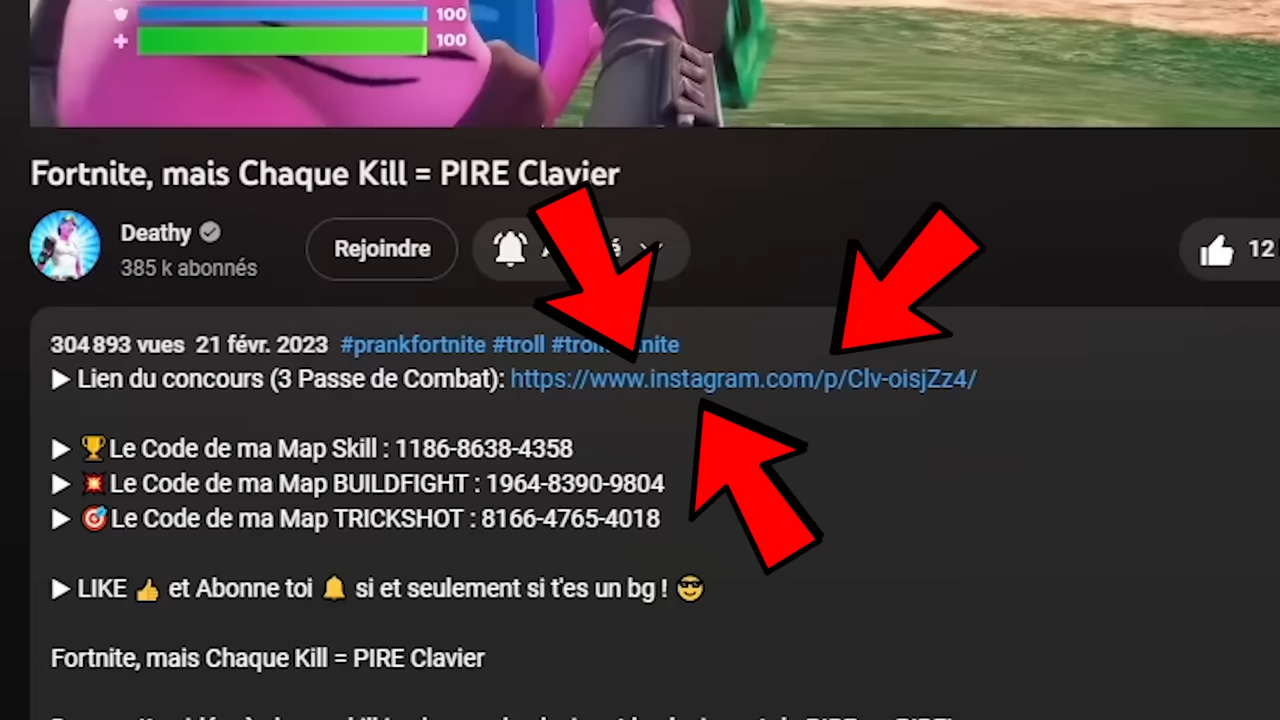 100
100
Fortnite, mais Chaque Kill = PIRE Clavier
Deathy
385 k abonnés
Rejoindre
12
304 893 vues 21 févr. 2023 #prankfortnite #troll
▶ Lien du concours (3 Passe de Combat): https://www.instagram.com/p/Clv-oisjZz4/
▶ 🏆Le Code de ma Map Skill : 1186-8638-4358
▶ 💥Le Code de ma Map BUILDFIGHT : 1964-8390-9804
▶ 🎯Le Code de ma Map TRICKSHOT : 8166-4765-4018
▶ LIKE 👍 et Abonne toi 🔔 si et seulement si t'es un bg ! 😎
Fortnite, mais Chaque Kill = PIRE Clavier